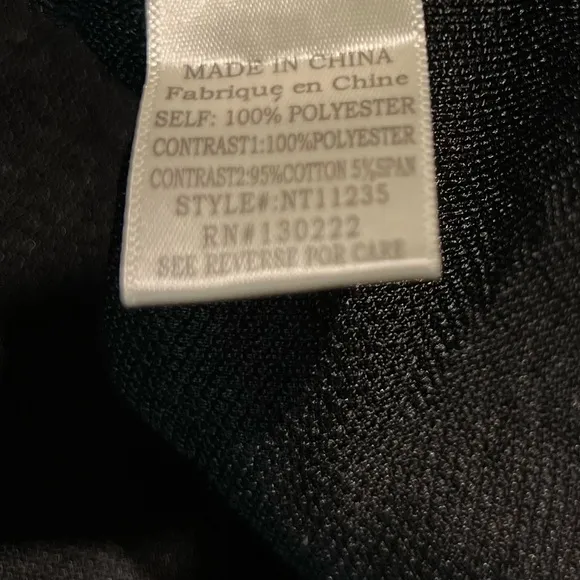 MADE IN CHINA
Fabriqué en Chine
SELF: 100% POLYESTER
CONTRAST1:100%POLYESTER
CONTRAST2:95%COTTON 5%SPAN
STYLE#:NT11235
RN#130222
SEE REVERSE FOR CARE